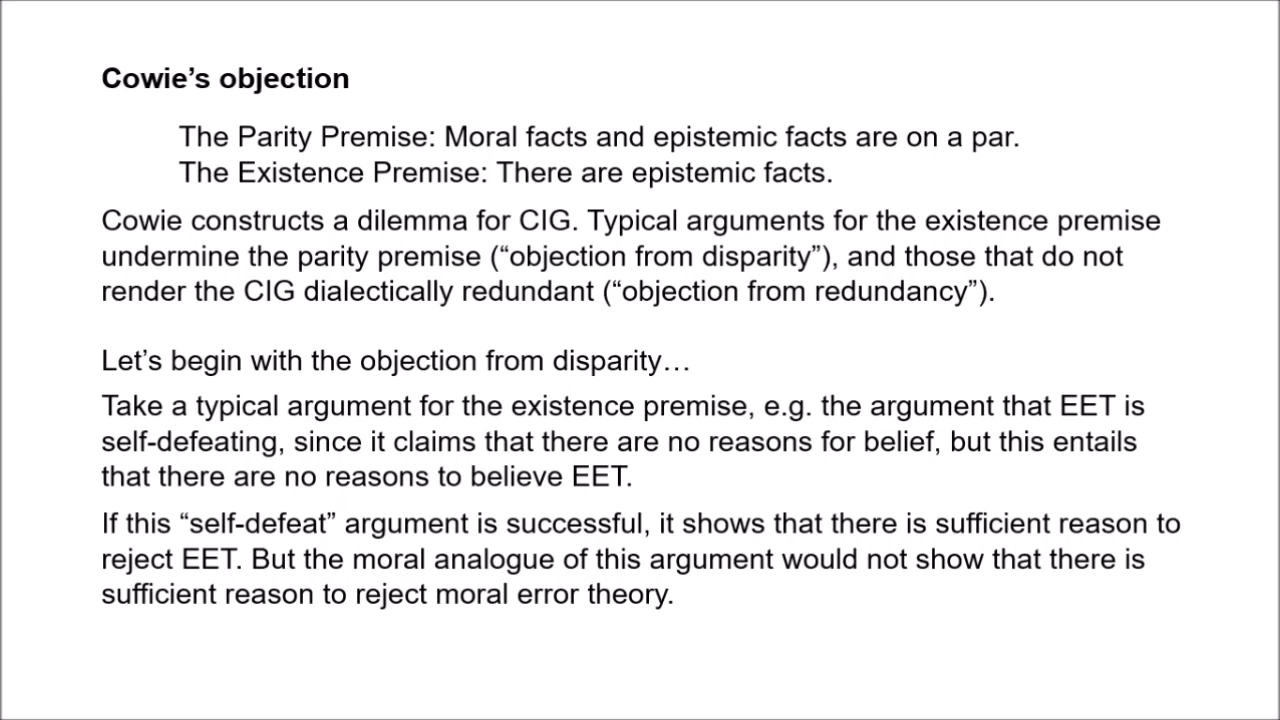 Cowie’s objection
The Parity Premise: Moral facts and epistemic facts are on a par.
The Existence Premise: There are epistemic facts.
Cowie constructs a dilemma for CIG. Typical arguments for the existence premise
undermine the parity premise (“objection from disparity”), and those that do not
render the CIG dialectically redundant (“objection from redundancy”).
Let’s begin with the objection from disparity…
Take a typical argument for the existence premise, e.g. the argument that EET is
self-defeating, since it claims that there are no reasons for belief, but this entails
that there are no reasons to believe EET.
If this “self-defeat” argument is successful, it shows that there is sufficient reason to
reject EET. But the moral analogue of this argument would not show that there is
sufficient reason to reject moral error theory.